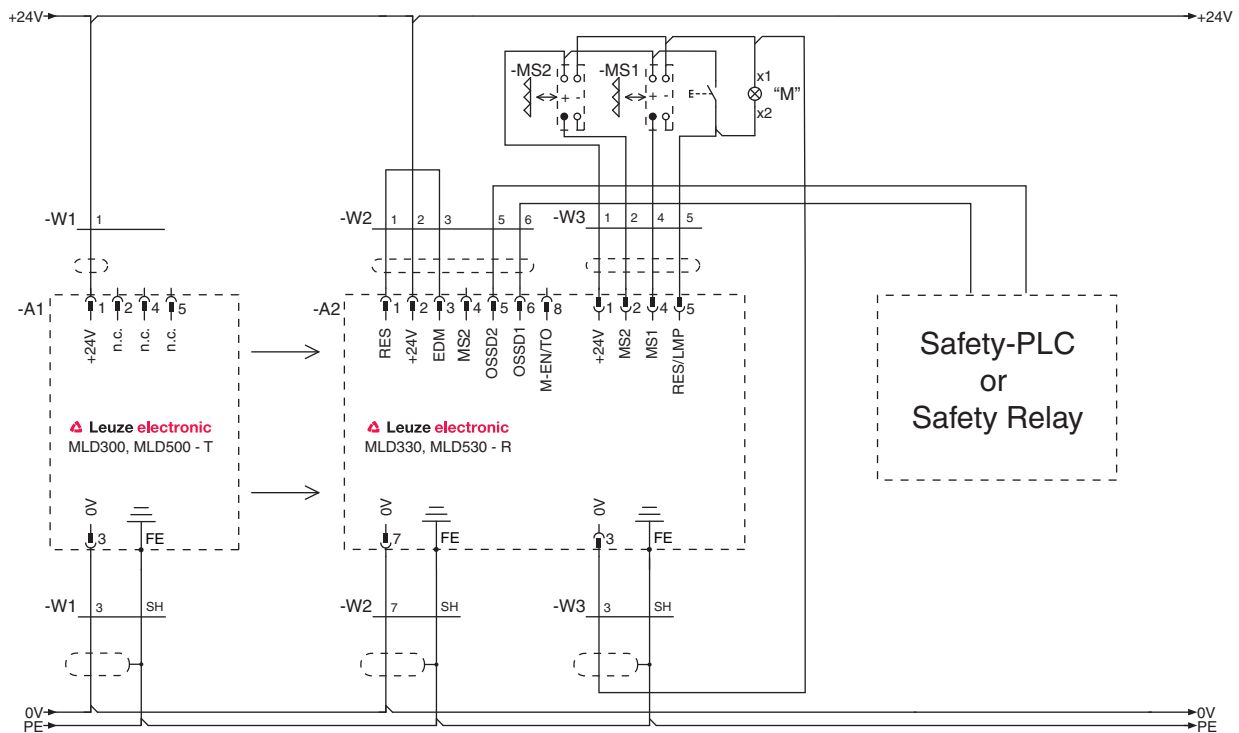 +24V +24V
-MS2 -MS1
x1
+ - + - E "M"
x2
-W1 1 -W2 1 2 3 5 6 -W3 1 2 4 5
-A1 1 2 4 5 -A2 1 2 3 4 5 6 8 1 2 4 5
+24V n.c. n.c. n.c. RES +24V EDM MS2 OSSD2 OSSD1 M-EN/TO +24V MS2 MS1 RES/LMP
Safety-PLC
or
Safety Relay
Leuze electronic Leuze electronic
MLD300, MLD500 - T MLD330, MLD530 - R
0V 0V 0V
3 FE 7 FE 3 FE
-W1 3 SH -W2 7 SH -W3 3 SH
0V 0V
PE PE